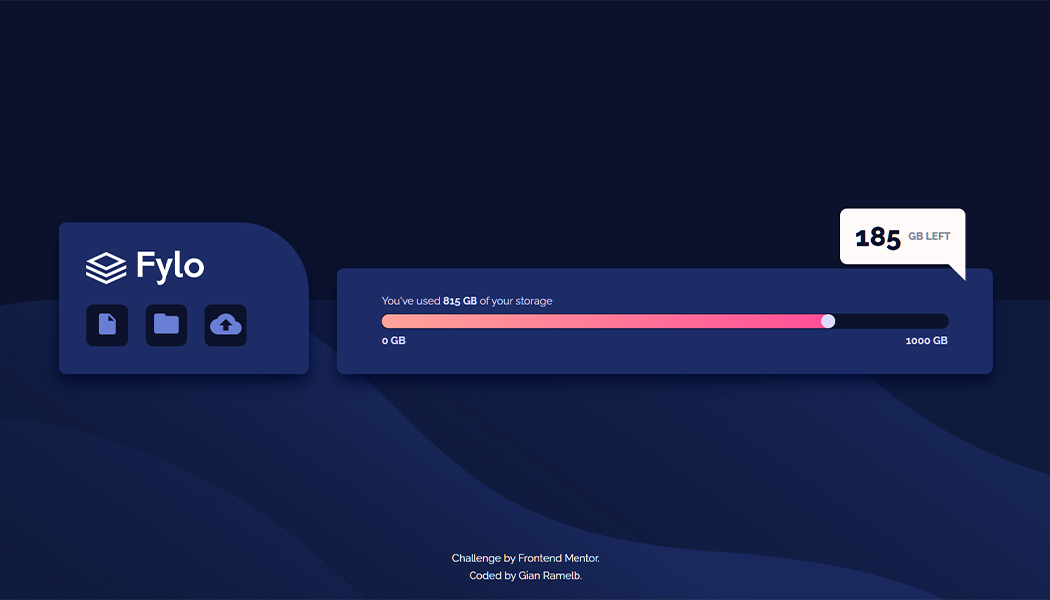 Fylo
185 GB LEFT
You've used 815 GB of your storage
0 GB 1000 GB
Challenge by Frontend Mentor.
Coded by Gian Ramelb.